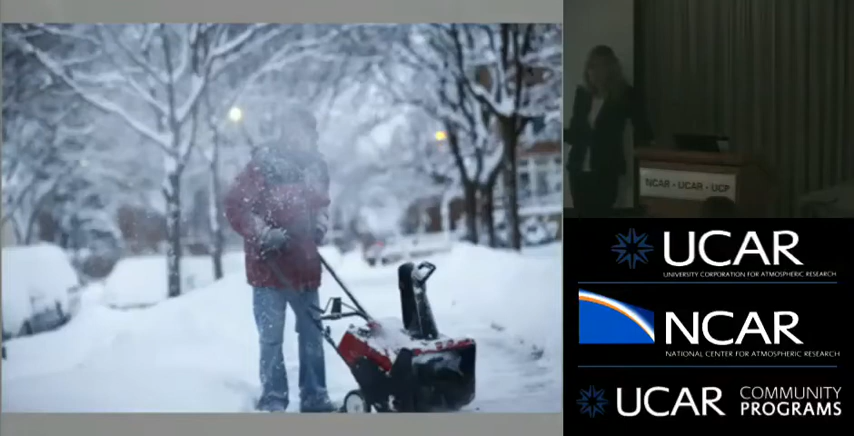 NCAR • UCAR • UCP
UCAR
UNIVERSITY CORPORATION FOR ATMOSPHERIC RESEARCH
NCAR
NATIONAL CENTER FOR ATMOSPHERIC RESEARCH
UCAR COMMUNITY
PROGRAMS